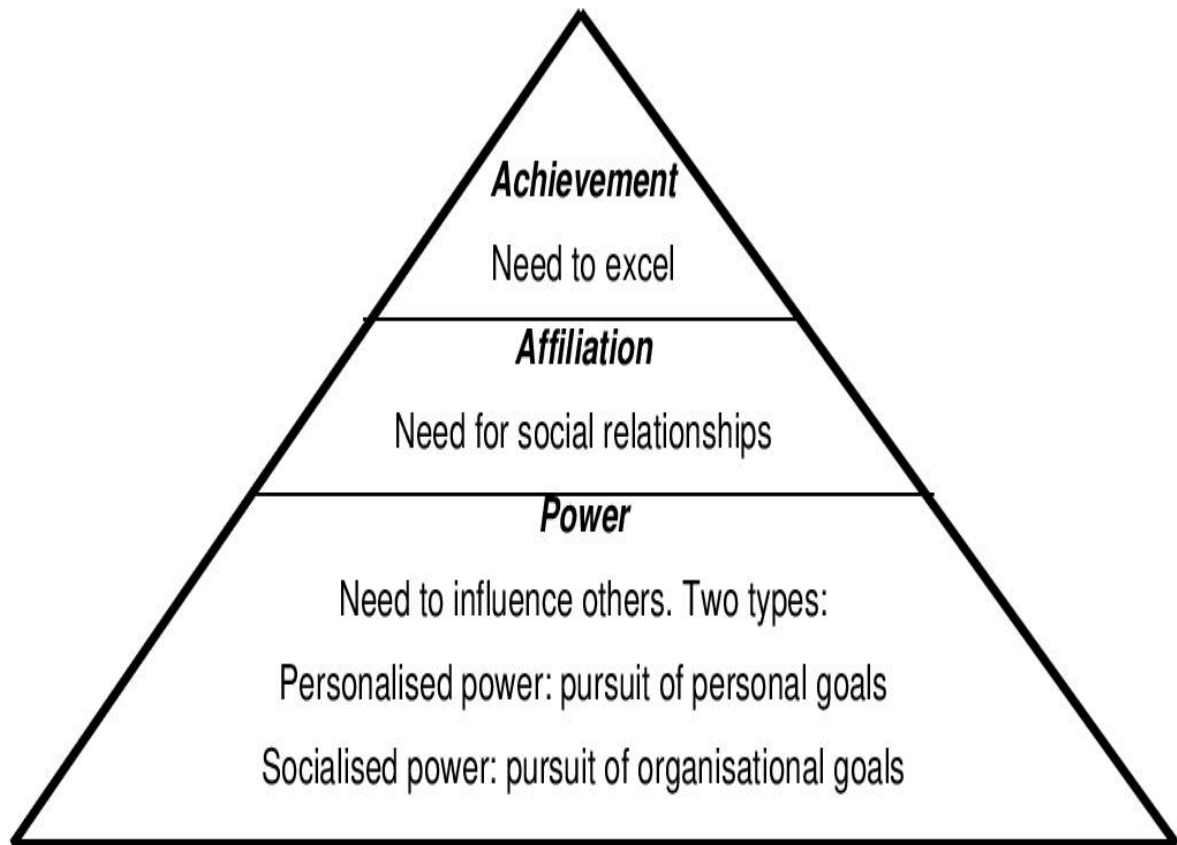 Achievement
Need to excel
Affiliation
Need for social relationships
Power
Need to influence others. Two types:
Personalised power: pursuit of personal goals
Socialised power: pursuit of organisational goals